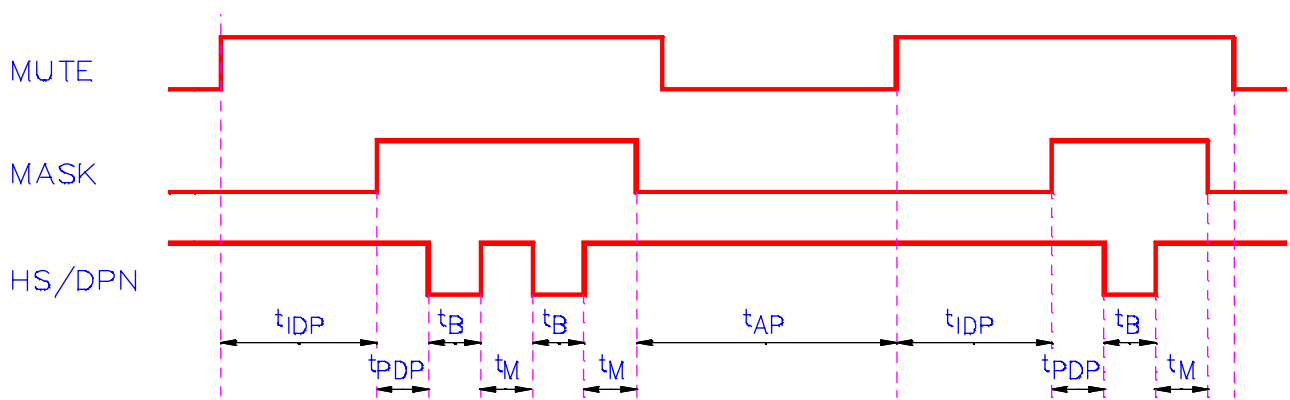 MUTE
MASK
HS/DPN
tIDP tB tB tAP tIDP tB
tPDP tM tM tPDP tM